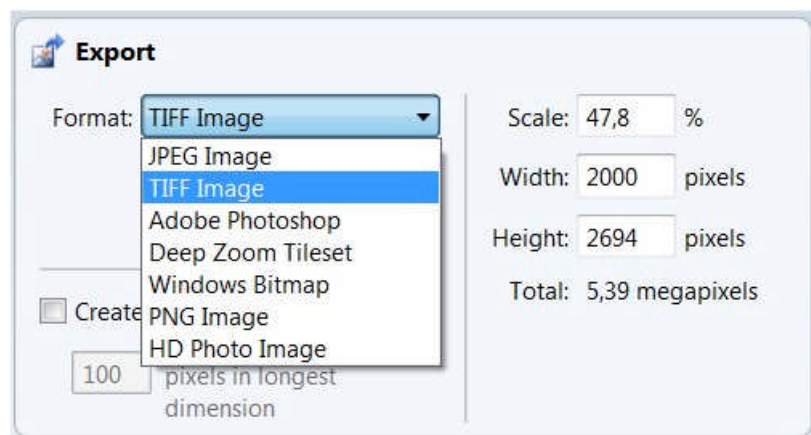 Export
Format: TIFF Image
JPEG Image
TIFF Image
Adobe Photoshop
Deep Zoom Tileset
Windows Bitmap
PNG Image
HD Photo Image
Create
100 pixels in longest
dimension
Scale: 47,8 %
Width: 2000 pixels
Height: 2694 pixels
Total: 5,39 megapixels